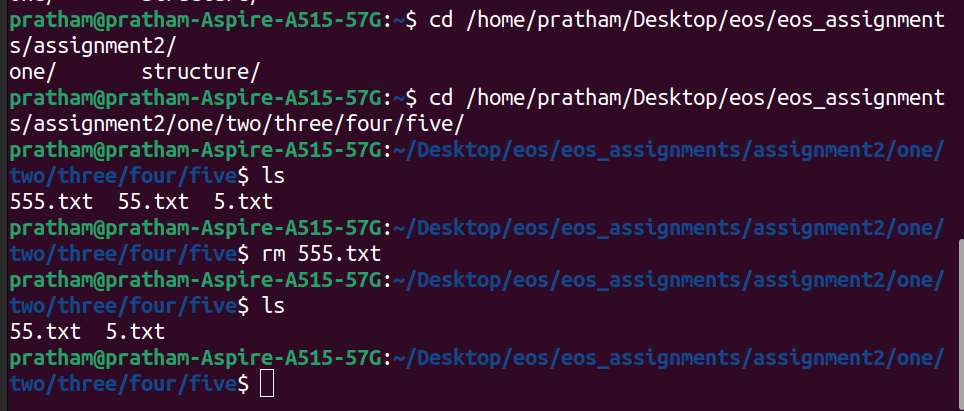 one/       structure/
pratham@pratham-Aspire-A515-57G:~$ cd /home/pratham/Desktop/eos/eos_assignment
s/assignment2/
one/       structure/
pratham@pratham-Aspire-A515-57G:~$ cd /home/pratham/Desktop/eos/eos_assignment
s/assignment2/one/two/three/four/five/
pratham@pratham-Aspire-A515-57G:~/Desktop/eos/eos_assignments/assignment2/one/
two/three/four/five$ ls
555.txt  55.txt  5.txt
pratham@pratham-Aspire-A515-57G:~/Desktop/eos/eos_assignments/assignment2/one/
two/three/four/five$ rm 555.txt
pratham@pratham-Aspire-A515-57G:~/Desktop/eos/eos_assignments/assignment2/one/
two/three/four/five$ ls
55.txt  5.txt
pratham@pratham-Aspire-A515-57G:~/Desktop/eos/eos_assignments/assignment2/one/
two/three/four/five$